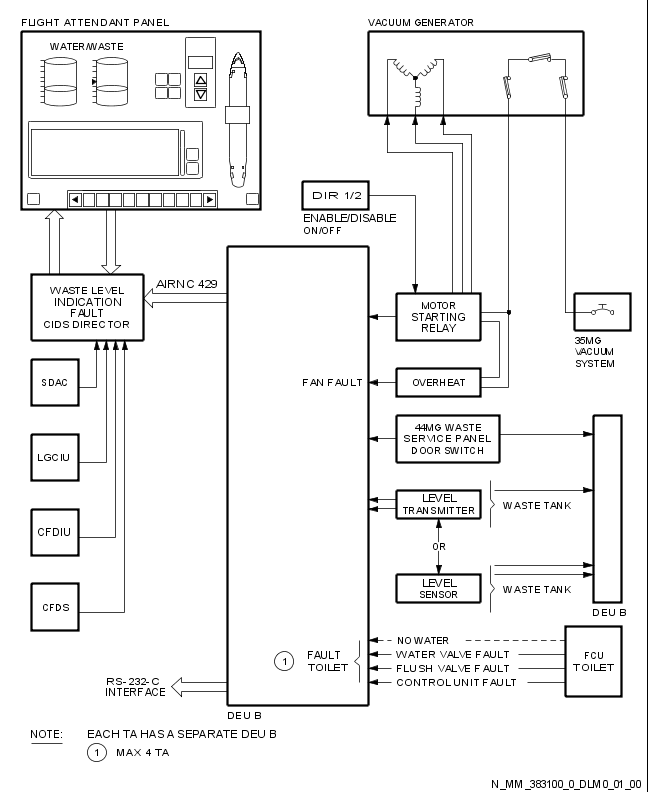 FLIGHT ATTENDANT PANEL
VACUUM GENERATOR
WATER/WASTE
DIR 1/2
ENABLE/DISABLE
ON/OFF
WASTE LEVEL
INDICATION
FAULT
CIDS DIRECTOR
AIRNC 429
MOTOR
STARTING
RELAY
35MG
VACUUM
SYSTEM
SDAC
FAN FAULT
OVERHEAT
LGCIU
44MG WASTE
SERVICE PANEL
DOOR SWITCH
LEVEL
TRANSMITTER
WASTE TANK
CFDIU
OR
LEVEL
SENSOR
WASTE TANK
CFDS
DEU B
1
FAULT
TOILET
NO WATER
WATER VALVE FAULT
FLUSH VALVE FAULT
CONTROL UNIT FAULT
FCU
TOILET
RS-232-C
INTERFACE
DEU B
NOTE:
EACH TA HAS A SEPARATE DEU B
1 MAX 4 TA
N_MM_383100_0_DLM0_01_00